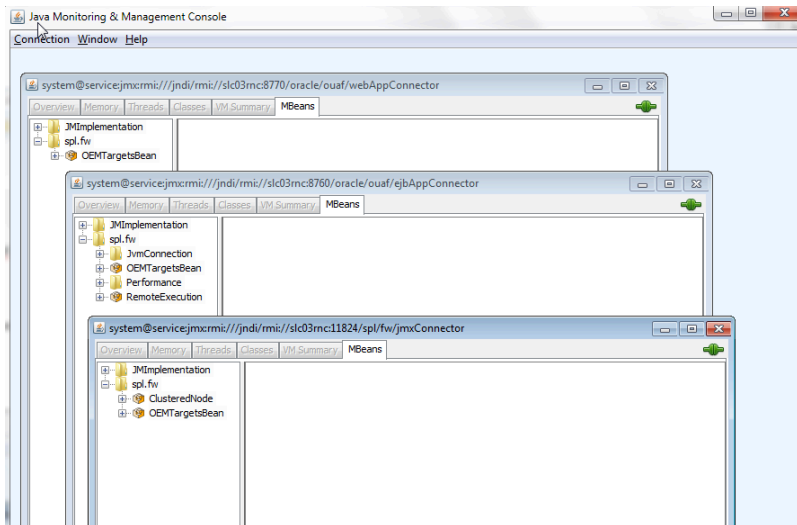 Java Monitoring & Management Console
Connection Window Help
system@service:jmx:rmi:///jndi/rmi://slc03rnc:8770/oracle/ouaf/webAppConnector
Overview Memory Threads Classes VM Summary MBeans
JMImplementation
spl.fw
OEMTargetsBean
system@service:jmx:rmi:///jndi/rmi://slc03rnc:8760/oracle/ouaf/ejbAppConnector
Overview Memory Threads Classes VM Summary MBeans
JMImplementation
spl.fw
JvmConnection
OEMTargetsBean
Performance
RemoteExecution
system@service:jmx:rmi:///jndi/rmi://slc03rnc:11824/spl/fw/jmxConnector
Overview Memory Threads Classes VM Summary MBeans
JMImplementation
spl.fw
ClusteredNode
OEMTargetsBean